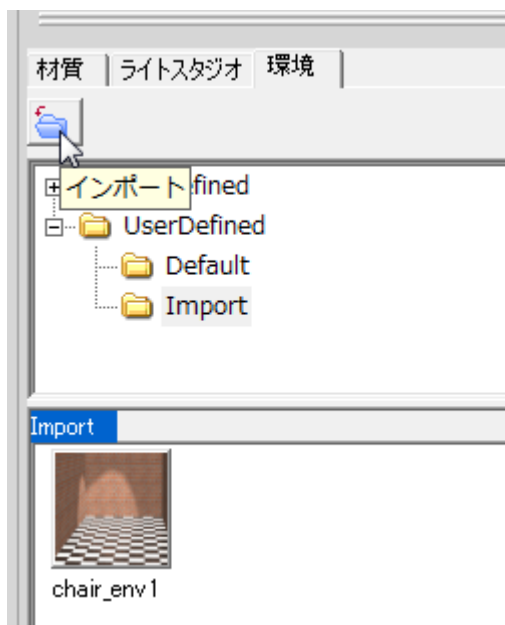 材質 ライトスタジオ 環境
インポート fined
UserDefined
Default
Import
Import
chair_env1